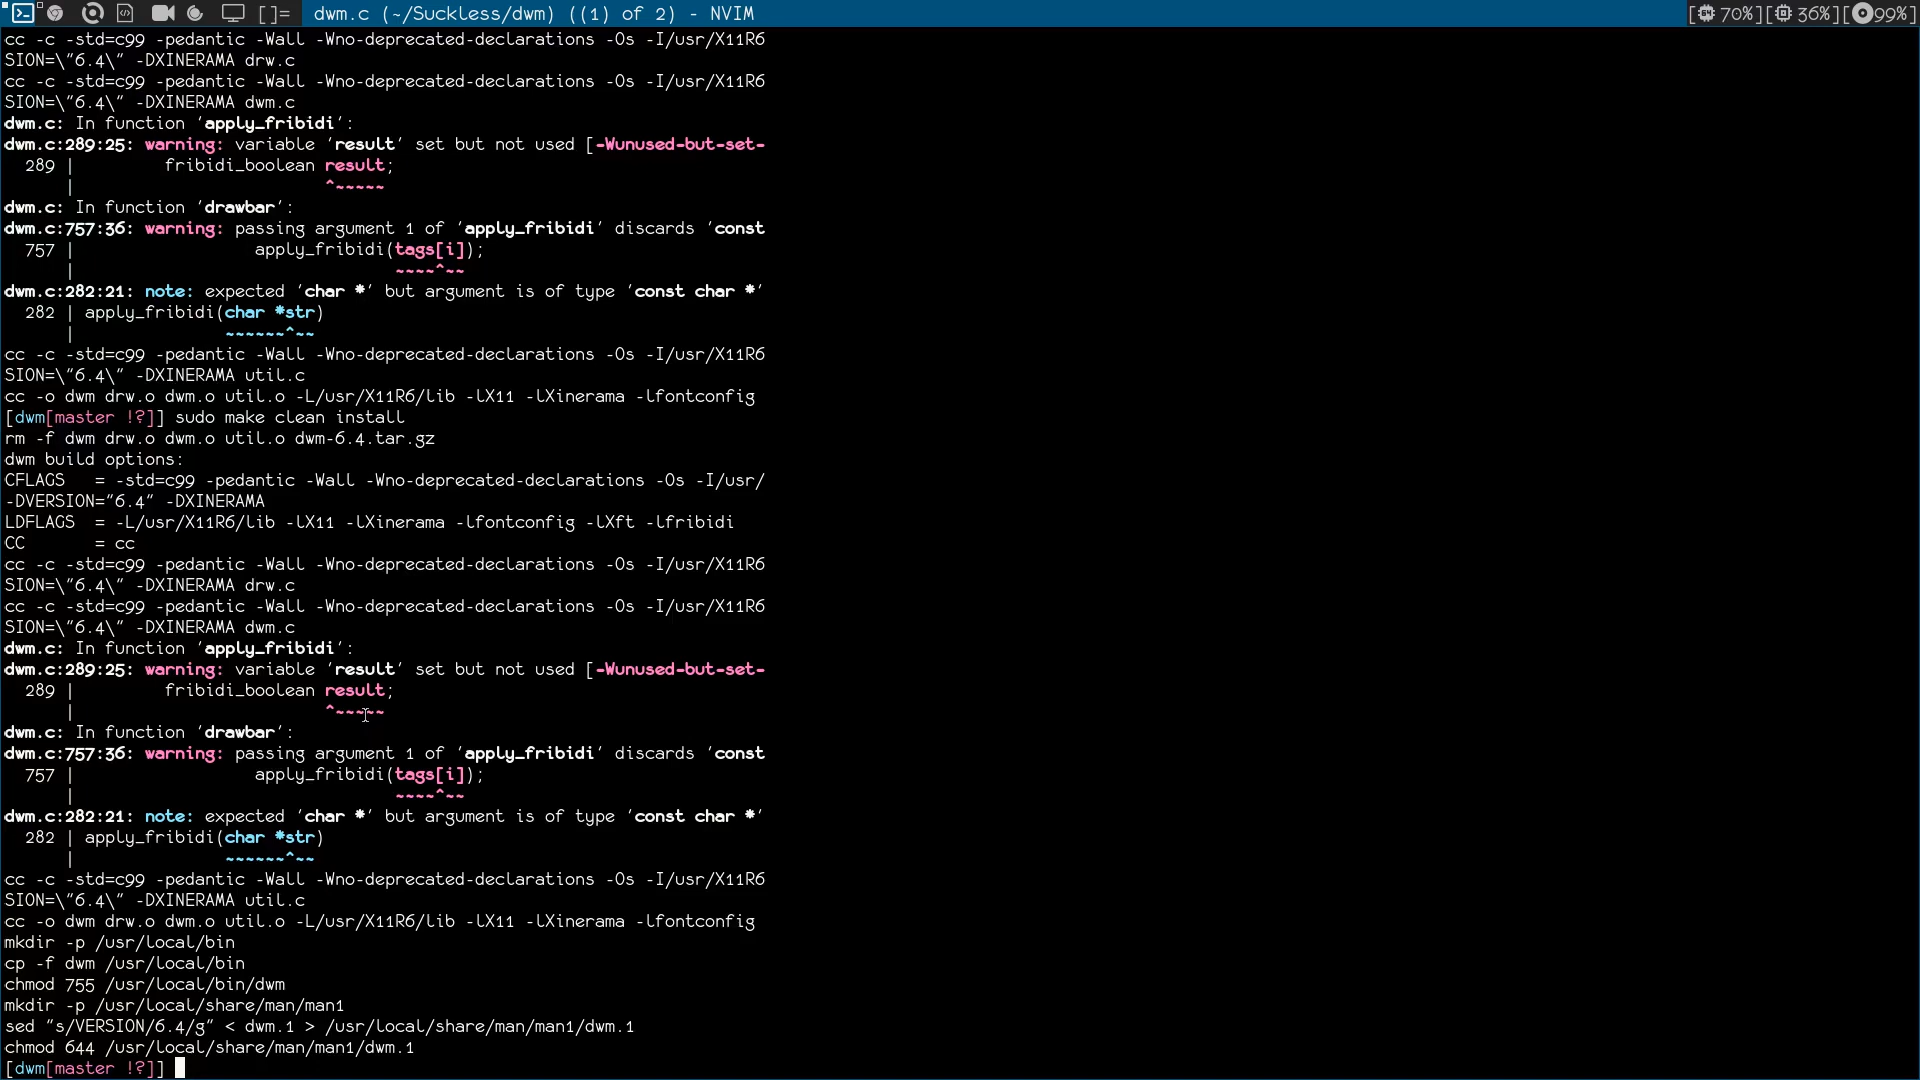 []= dwm.c (~/Suckless/dwm) ((1) of 2) - NVIM [70%][36%][99%]
cc -c -std=c99 -pedantic -Wall -Wno-deprecated-declarations -Os -I/usr/X11R6
SION=\"6.4\" -DXINERAMA drw.c
cc -c -std=c99 -pedantic -Wall -Wno-deprecated-declarations -Os -I/usr/X11R6
SION=\"6.4\" -DXINERAMA dwm.c
dwm.c: In function 'apply_fribidi':
dwm.c:289:25: warning: variable 'result' set but not used [-Wunused-but-set-
289 | fribidi_boolean result;
| ^~~~~~
dwm.c: In function 'drawbar':
dwm.c:757:36: warning: passing argument 1 of 'apply_fribidi' discards 'const
757 | apply_fribidi(tags[i]);
| ~~~~^~~
dwm.c:282:21: note: expected 'char *' but argument is of type 'const char *'
282 | apply_fribidi(char *str)
| ~~~~~~^~~
cc -c -std=c99 -pedantic -Wall -Wno-deprecated-declarations -Os -I/usr/X11R6
SION=\"6.4\" -DXINERAMA util.c
cc -o dwm drw.o dwm.o util.o -L/usr/X11R6/lib -lX11 -lXinerama -lfontconfig
[dwm[master !?]] sudo make clean install
rm -f dwm drw.o dwm.o util.o dwm-6.4.tar.gz
dwm build options:
CFLAGS = -std=c99 -pedantic -Wall -Wno-deprecated-declarations -Os -I/usr/
-DVERSION="6.4" -DXINERAMA
LDFLAGS = -L/usr/X11R6/lib -lX11 -lXinerama -lfontconfig -lXft -lfribidi
CC = cc
cc -c -std=c99 -pedantic -Wall -Wno-deprecated-declarations -Os -I/usr/X11R6
SION=\"6.4\" -DXINERAMA drw.c
cc -c -std=c99 -pedantic -Wall -Wno-deprecated-declarations -Os -I/usr/X11R6
SION=\"6.4\" -DXINERAMA dwm.c
dwm.c: In function 'apply_fribidi':
dwm.c:289:25: warning: variable 'result' set but not used [-Wunused-but-set-
289 | fribidi_boolean result;
| ^~~~~~
dwm.c: In function 'drawbar':
dwm.c:757:36: warning: passing argument 1 of 'apply_fribidi' discards 'const
757 | apply_fribidi(tags[i]);
| ~~~~^~~
dwm.c:282:21: note: expected 'char *' but argument is of type 'const char *'
282 | apply_fribidi(char *str)
| ~~~~~~^~~
cc -c -std=c99 -pedantic -Wall -Wno-deprecated-declarations -Os -I/usr/X11R6
SION=\"6.4\" -DXINERAMA util.c
cc -o dwm drw.o dwm.o util.o -L/usr/X11R6/lib -lX11 -lXinerama -lfontconfig
mkdir -p /usr/local/bin
cp -f dwm /usr/local/bin
chmod 755 /usr/local/bin/dwm
mkdir -p /usr/local/share/man/man1
sed "s/VERSION/6.4/g" < dwm.1 > /usr/local/share/man/man1/dwm.1
chmod 644 /usr/local/share/man/man1/dwm.1
[dwm[master !?]]